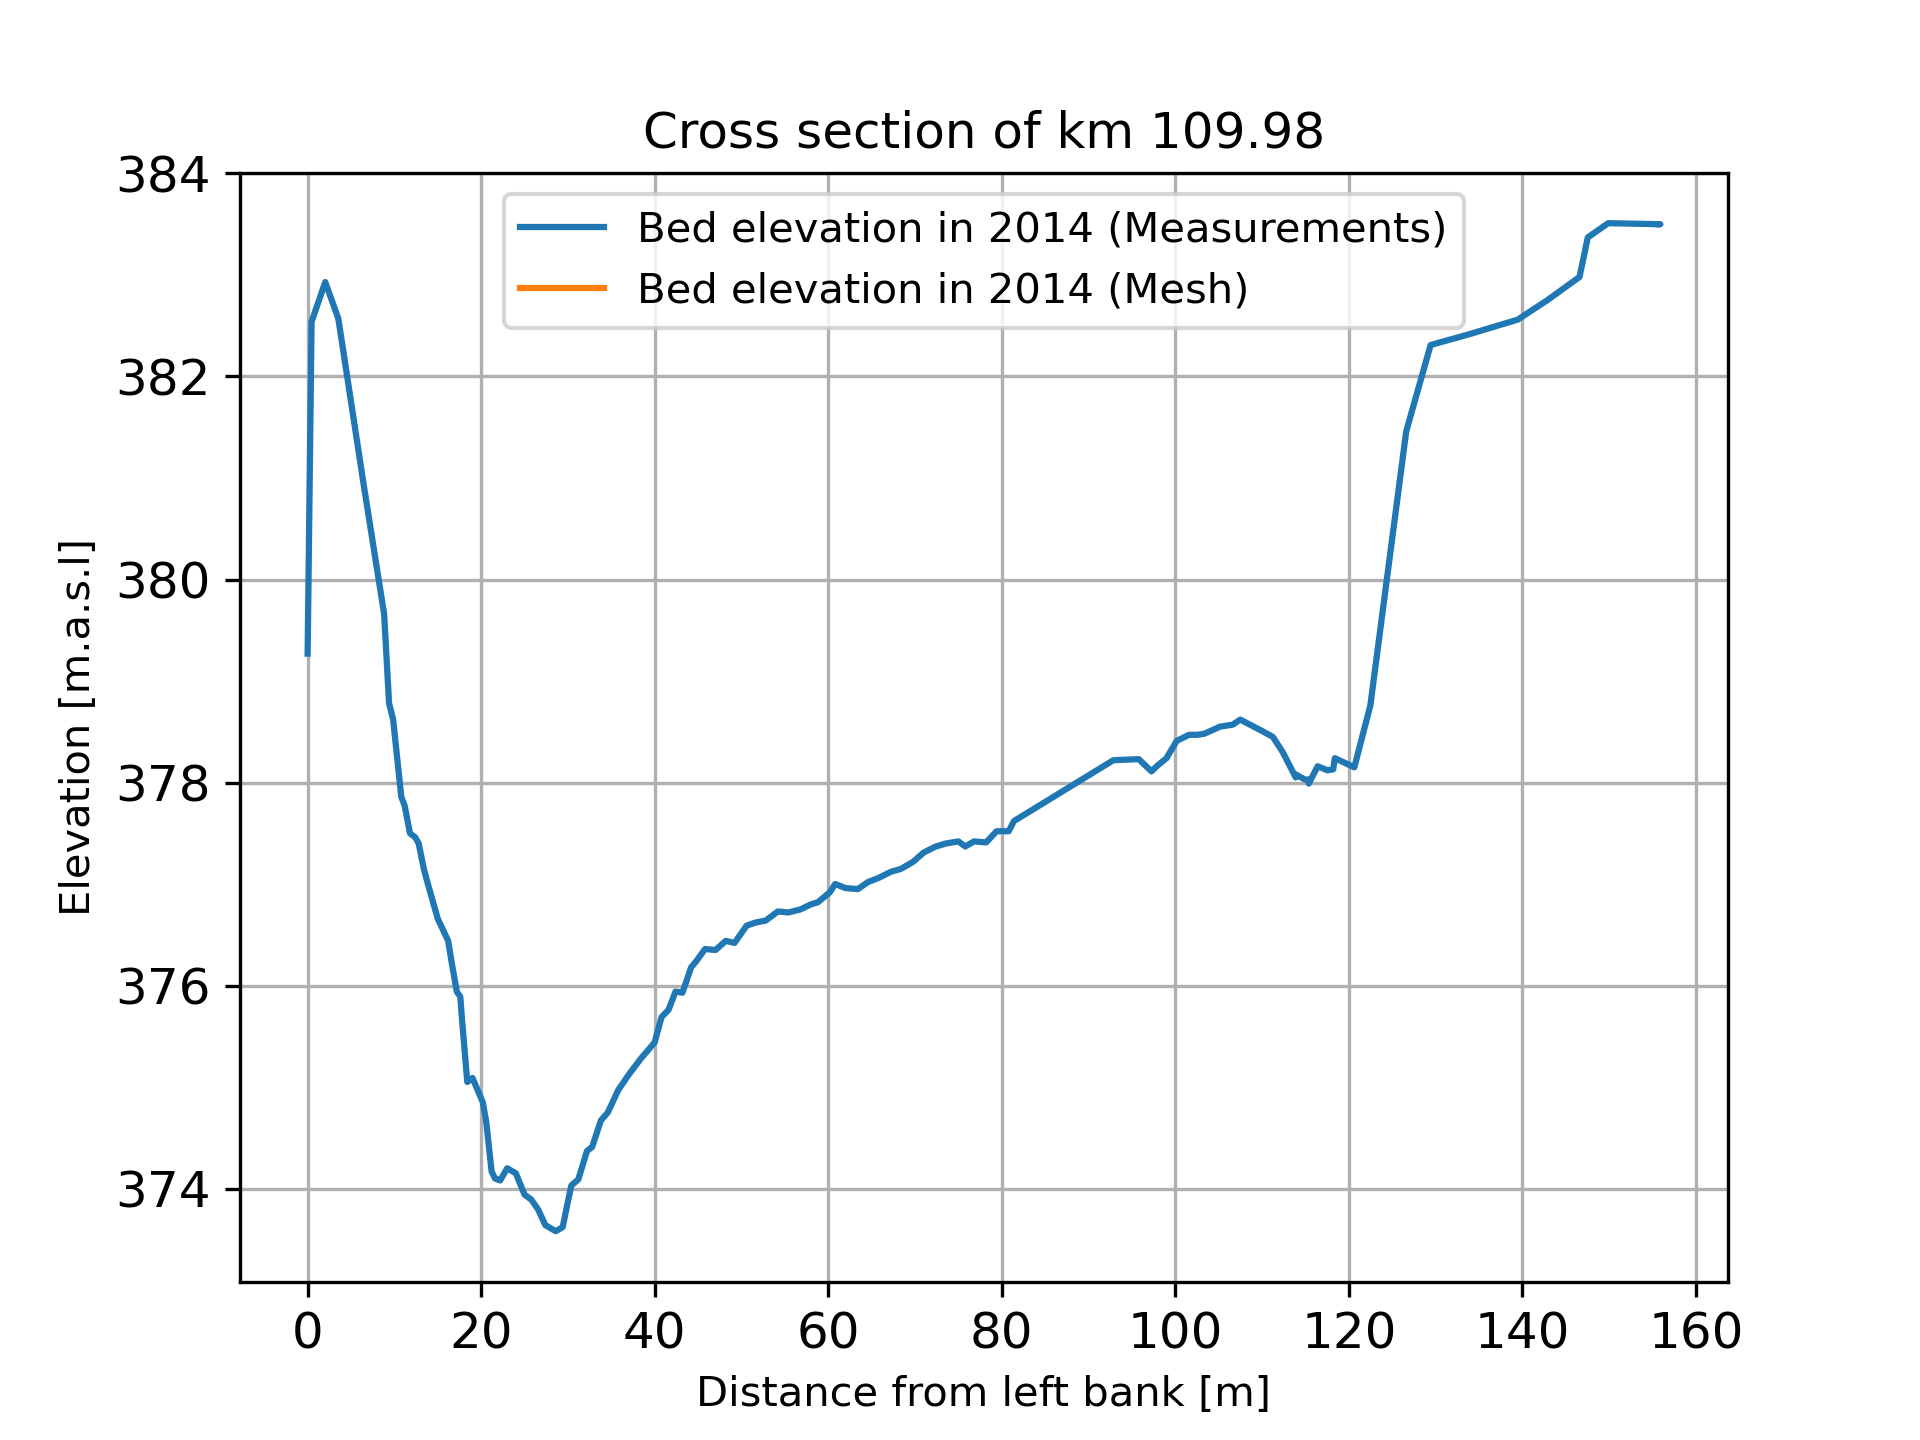 Cross section of km 109.98
Bed elevation in 2014 (Measurements)
Bed elevation in 2014 (Mesh)
384
382
380
378
376
374
Elevation [m.a.s.l]
0 20 40 60 80 100 120 140 160
Distance from left bank [m]